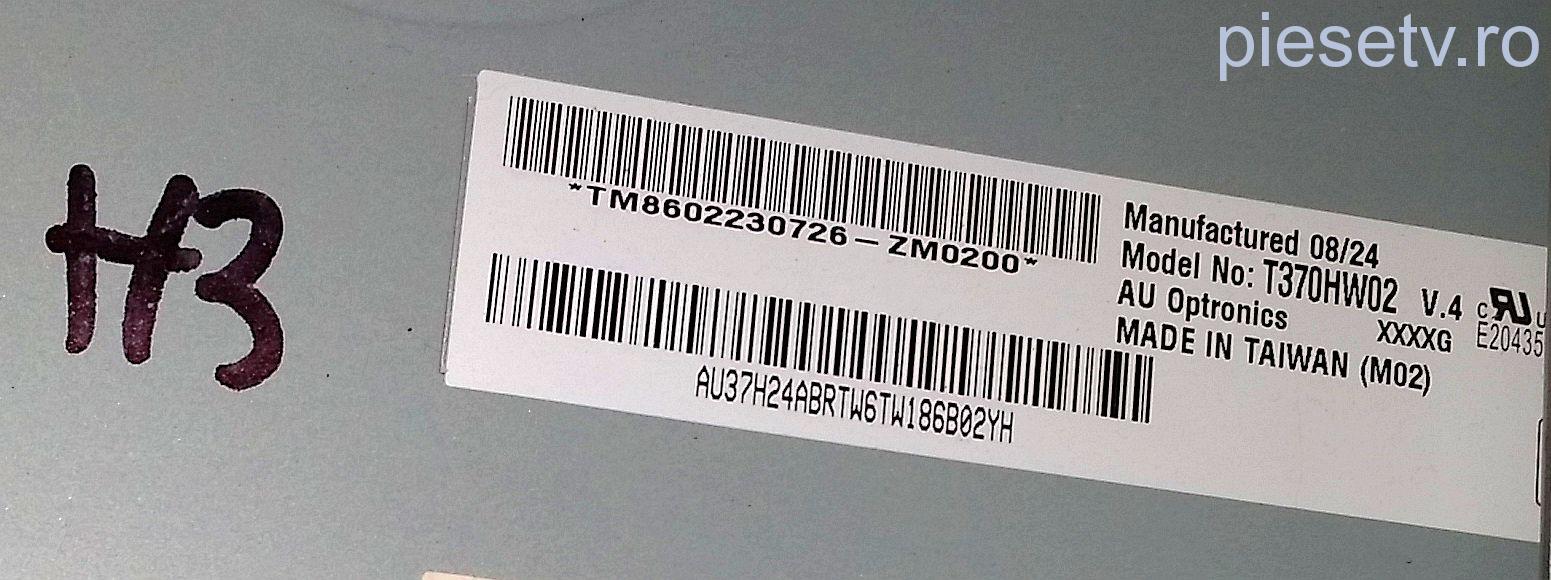 piesetv.ro
H3
*TM8602230726-ZM0200*
Manufactured 08/24
Model No: T370HW02 V.4
AU Optronics XXXXG
MADE IN TAIWAN (M02)
c RU u
E20435
AU37H24ABRTW6TW186B02YH